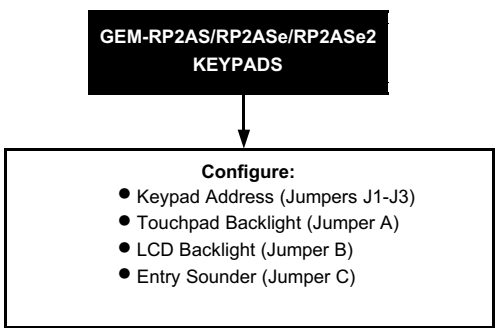 GEM-RP2AS/RP2ASe/RP2ASe2
KEYPADS
Configure:
● Keypad Address (Jumpers J1-J3)
● Touchpad Backlight (Jumper A)
● LCD Backlight (Jumper B)
● Entry Sounder (Jumper C)